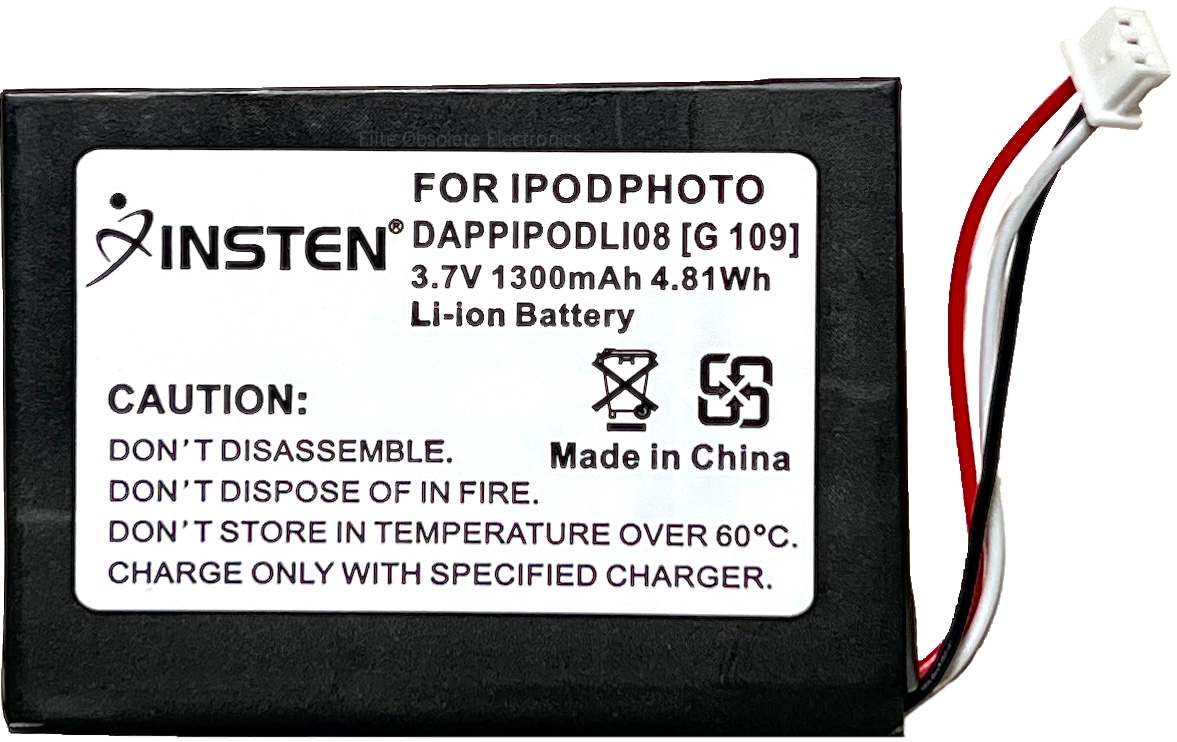 Elite Obsolete Electronics
FOR IPODPHOTO
INSTEN®
DAPPIPODLI08 [G 109]
3.7V 1300mAh 4.81Wh
Li-ion Battery
CAUTION:
Made in China
DON'T DISASSEMBLE.
DON'T DISPOSE OF IN FIRE.
DON'T STORE IN TEMPERATURE OVER 60°C.
CHARGE ONLY WITH SPECIFIED CHARGER.